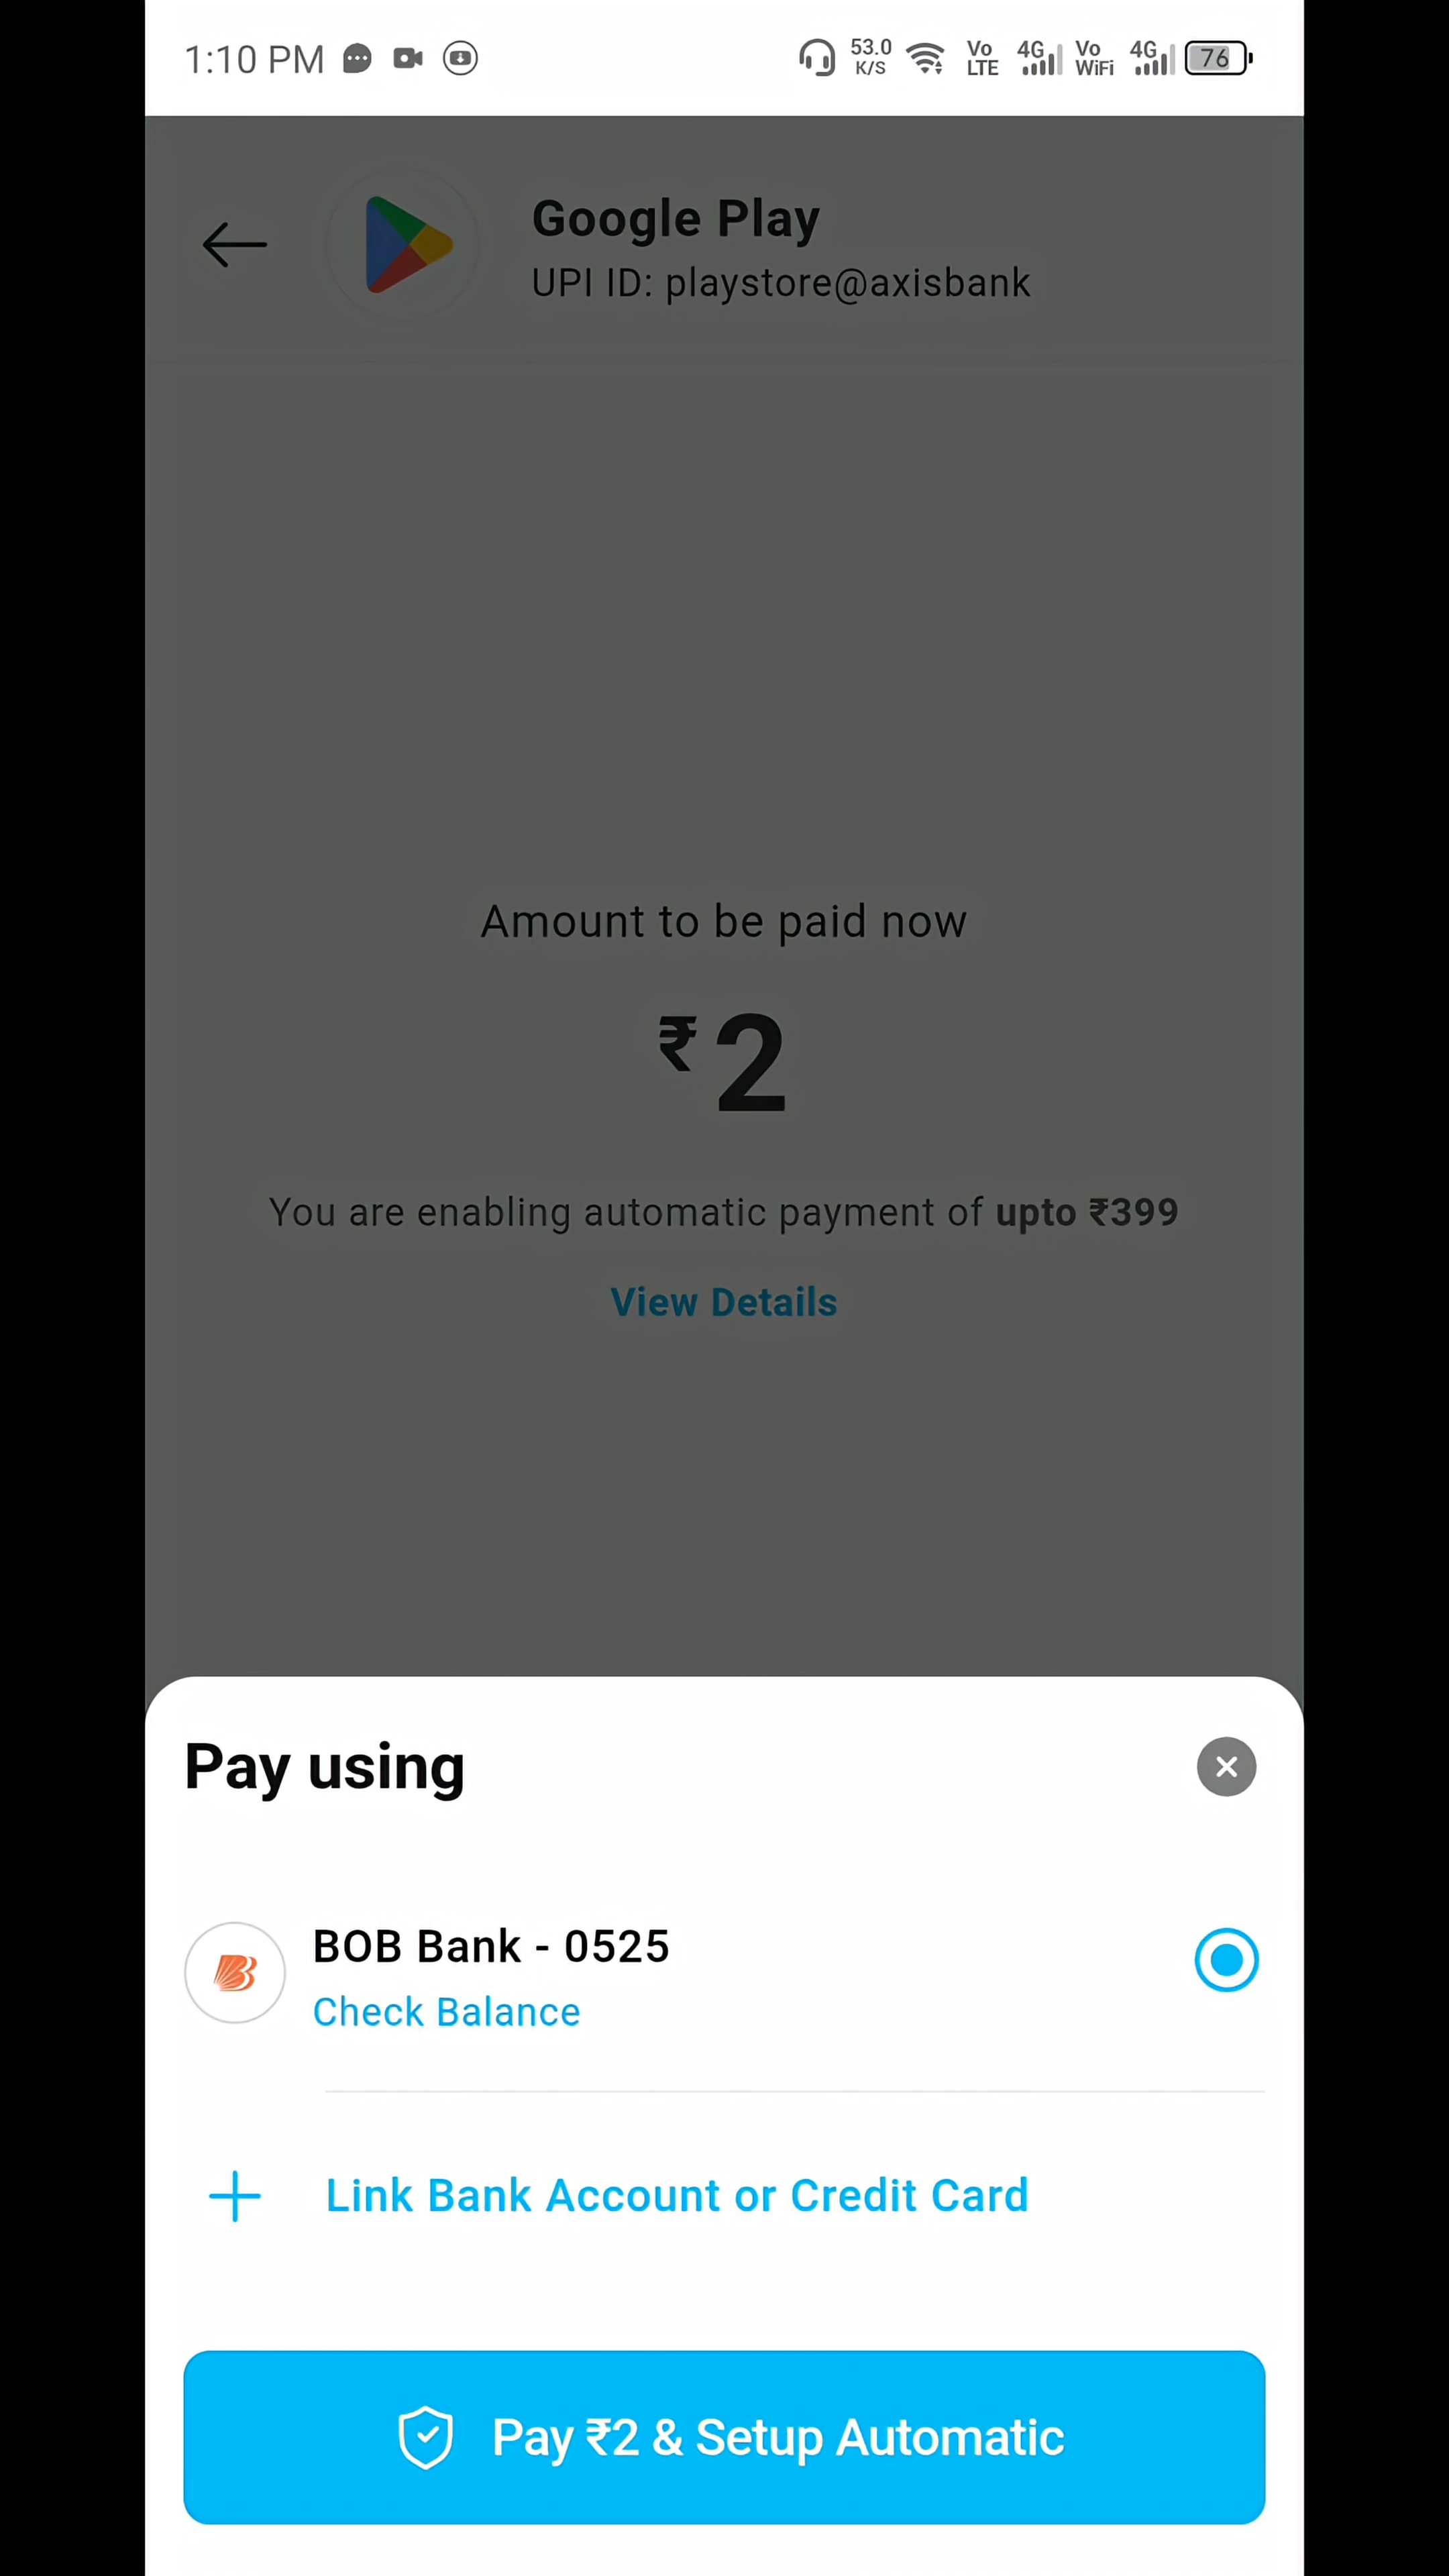 1:10 PM
53.0 K/S Vo LTE 4G Vo WiFi 4G 76
Google Play
UPI ID: playstore@axisbank
Amount to be paid now
₹2
You are enabling automatic payment of upto ₹399
View Details
Pay using
BOB Bank - 0525
Check Balance
Link Bank Account or Credit Card
Pay ₹2 & Setup Automatic